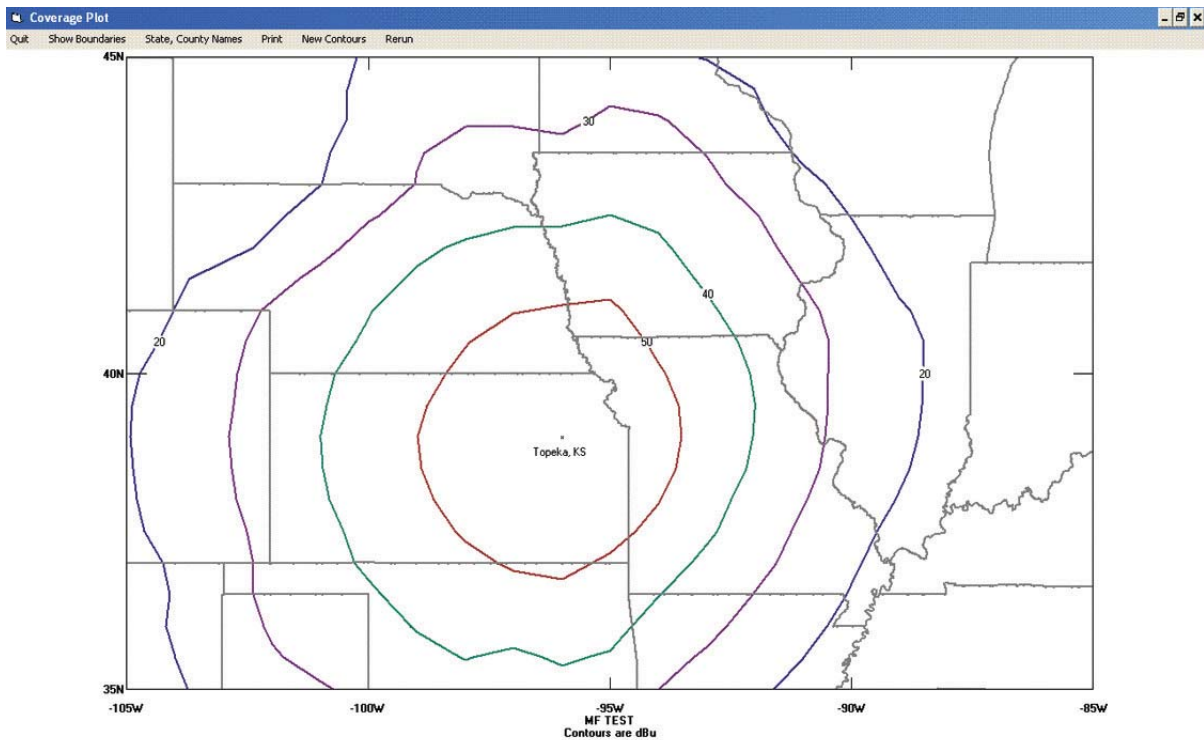 Coverage Plot
Quit Show Boundaries State, County Names Print New Contours Rerun
45N
30
40
20
50
40N
20
Topeka, KS
35N
-105W -100W -95W -90W -85W
MF TEST
Contours are dBu